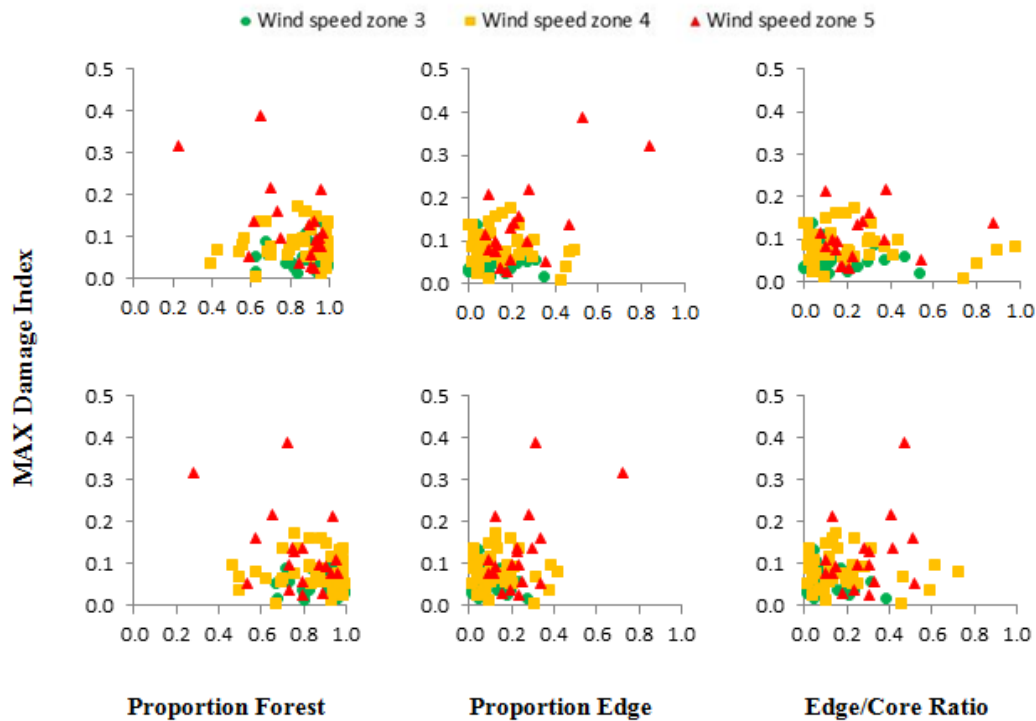 Wind speed zone 3 Wind speed zone 4 Wind speed zone 5
0.5 0.5 0.5
0.4 0.4 0.4
0.3 0.3 0.3
0.2 0.2 0.2
0.1 0.1 0.1
0.0 0.0 0.0
0.0 0.2 0.4 0.6 0.8 1.0 0.0 0.2 0.4 0.6 0.8 1.0 0.0 0.2 0.4 0.6 0.8 1.0
MAX Damage Index
0.5 0.5 0.5
0.4 0.4 0.4
0.3 0.3 0.3
0.2 0.2 0.2
0.1 0.1 0.1
0.0 0.0 0.0
0.0 0.2 0.4 0.6 0.8 1.0 0.0 0.2 0.4 0.6 0.8 1.0 0.0 0.2 0.4 0.6 0.8 1.0
Proportion Forest Proportion Edge Edge/Core Ratio